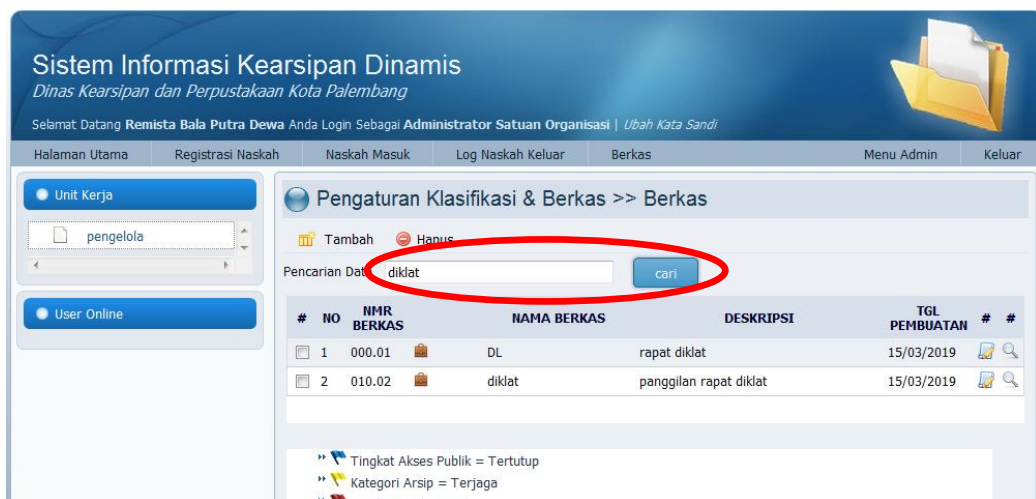 Sistem Informasi Kearsipan Dinamis
Dinas Kearsipan dan Perpustakaan Kota Palembang
Selamat Datang Remista Bala Putra Dewa Anda Login Sebagai Administrator Satuan Organisasi | Ubah Kata Sandi
Halaman Utama Registrasi Naskah Naskah Masuk Log Naskah Keluar Berkas Menu Admin Keluar
Unit Kerja
pengelola
User Online
Pengaturan Klasifikasi & Berkas >> Berkas
Tambah Hapus
Pencarian Data diklat cari
# NO NMR BERKAS NAMA BERKAS DESKRIPSI TGL PEMBUATAN # #
1 000.01 DL rapat diklat 15/03/2019
2 010.02 diklat panggilan rapat diklat 15/03/2019
Tingkat Akses Publik = Tertutup
Kategori Arsip = Terjaga